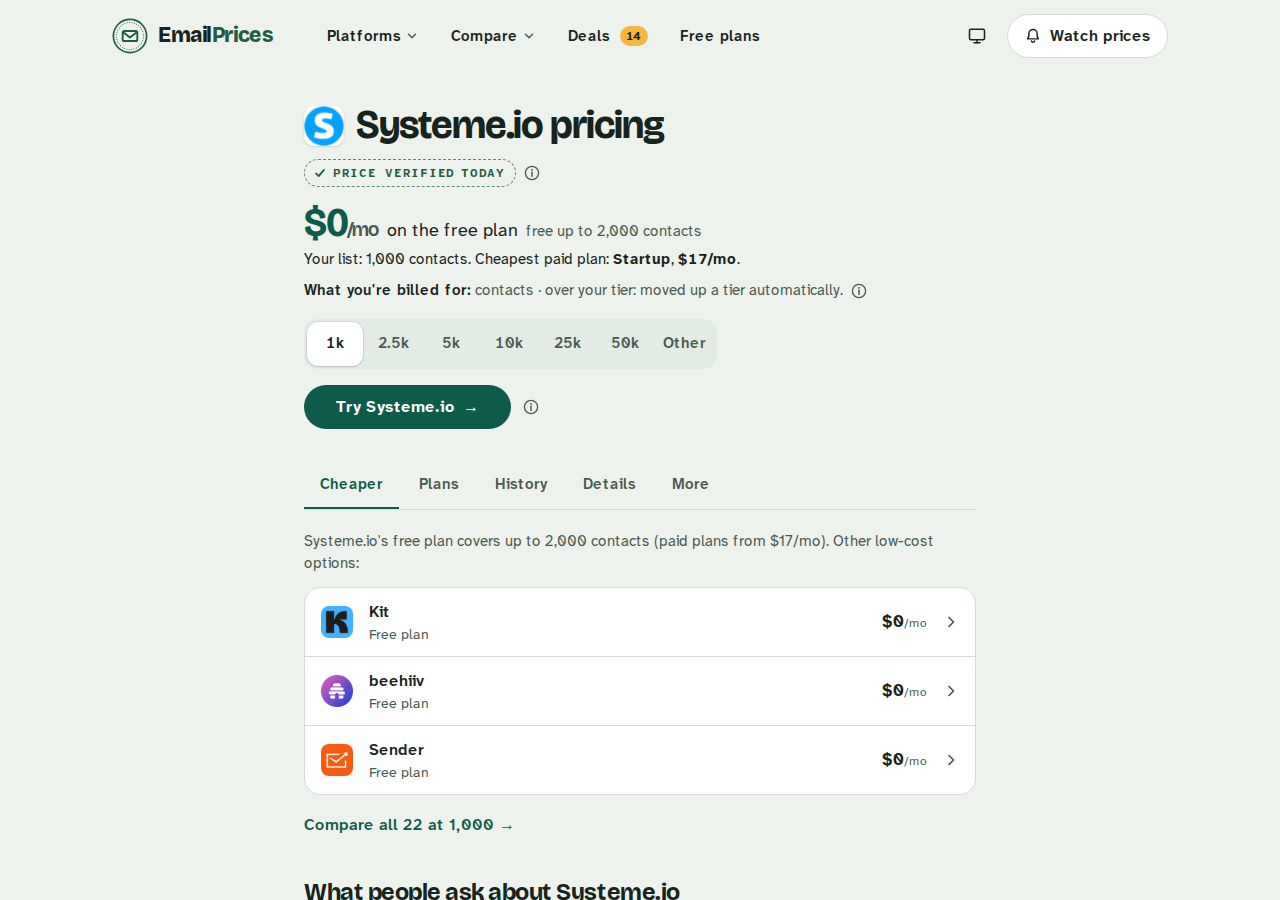 EmailPrices
Platforms
Compare
Deals 14
Free plans
Watch prices
Systeme.io pricing
PRICE VERIFIED TODAY
$0/mo on the free plan free up to 2,000 contacts
Your list: 1,000 contacts. Cheapest paid plan: Startup, $17/mo.
What you're billed for: contacts · over your tier: moved up a tier automatically.
1k 2.5k 5k 10k 25k 50k Other
Try Systeme.io →
Cheaper Plans History Details More
Systeme.io's free plan covers up to 2,000 contacts (paid plans from $17/mo). Other low-cost
options:
Kit
Free plan
$0/mo
beehiiv
Free plan
$0/mo
Sender
Free plan
$0/mo
Compare all 22 at 1,000 →
What people ask about Systeme.io